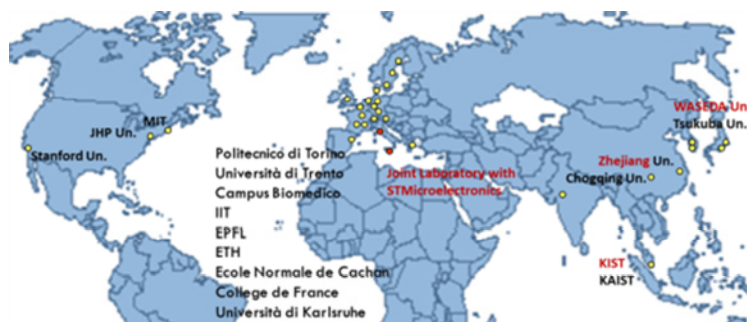 WASEDA Un
MIT
Tsukuba Un.
JHP Un.
Stanford Un.
Politecnico di Torino
Università di Trento
Campus Biomedico
IIT
EPFL
ETH
Ecole Normale de Cachan
College de France
Università di Karlsruhe
Joint Laboratory with
STMicroelectronics
Zhejiang Un.
Chogqing Un.
KIST
KAIST